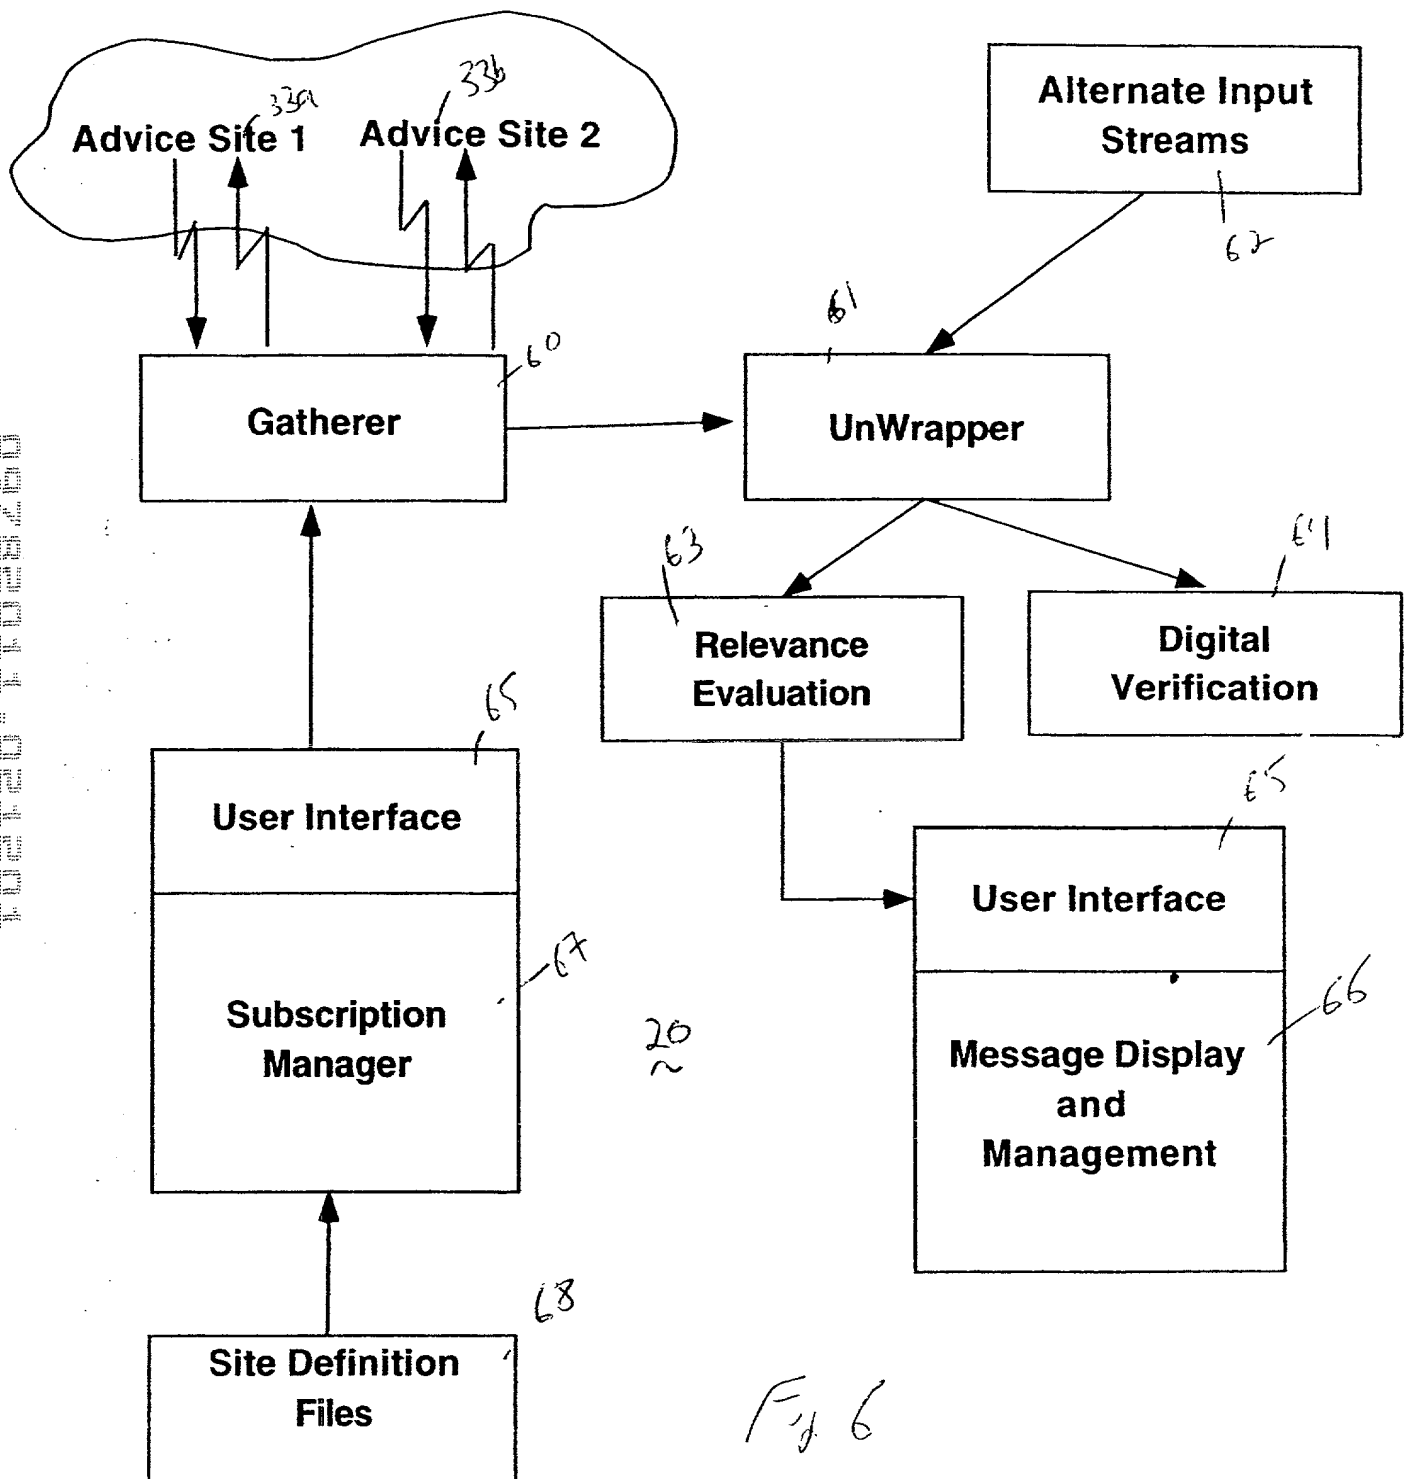 33a
33b
Advice Site 1
Advice Site 2
Alternate Input
Streams
62
60
61
Gatherer
UnWrapper
63
64
Relevance
Evaluation
Digital
Verification
65
User Interface
65
User Interface
67
Subscription
Manager
20
66
Message Display
and
Management
68
Site Definition
Files
Fig. 6